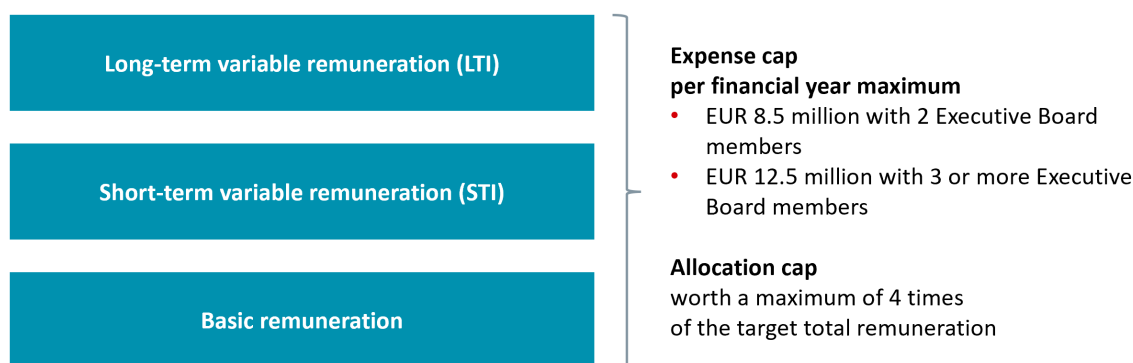 Long-term variable remuneration (LTI)
Short-term variable remuneration (STI)
Basic remuneration
Expense cap
per financial year maximum
• EUR 8.5 million with 2 Executive Board
members
• EUR 12.5 million with 3 or more Executive
Board members
Allocation cap
worth a maximum of 4 times
of the target total remuneration